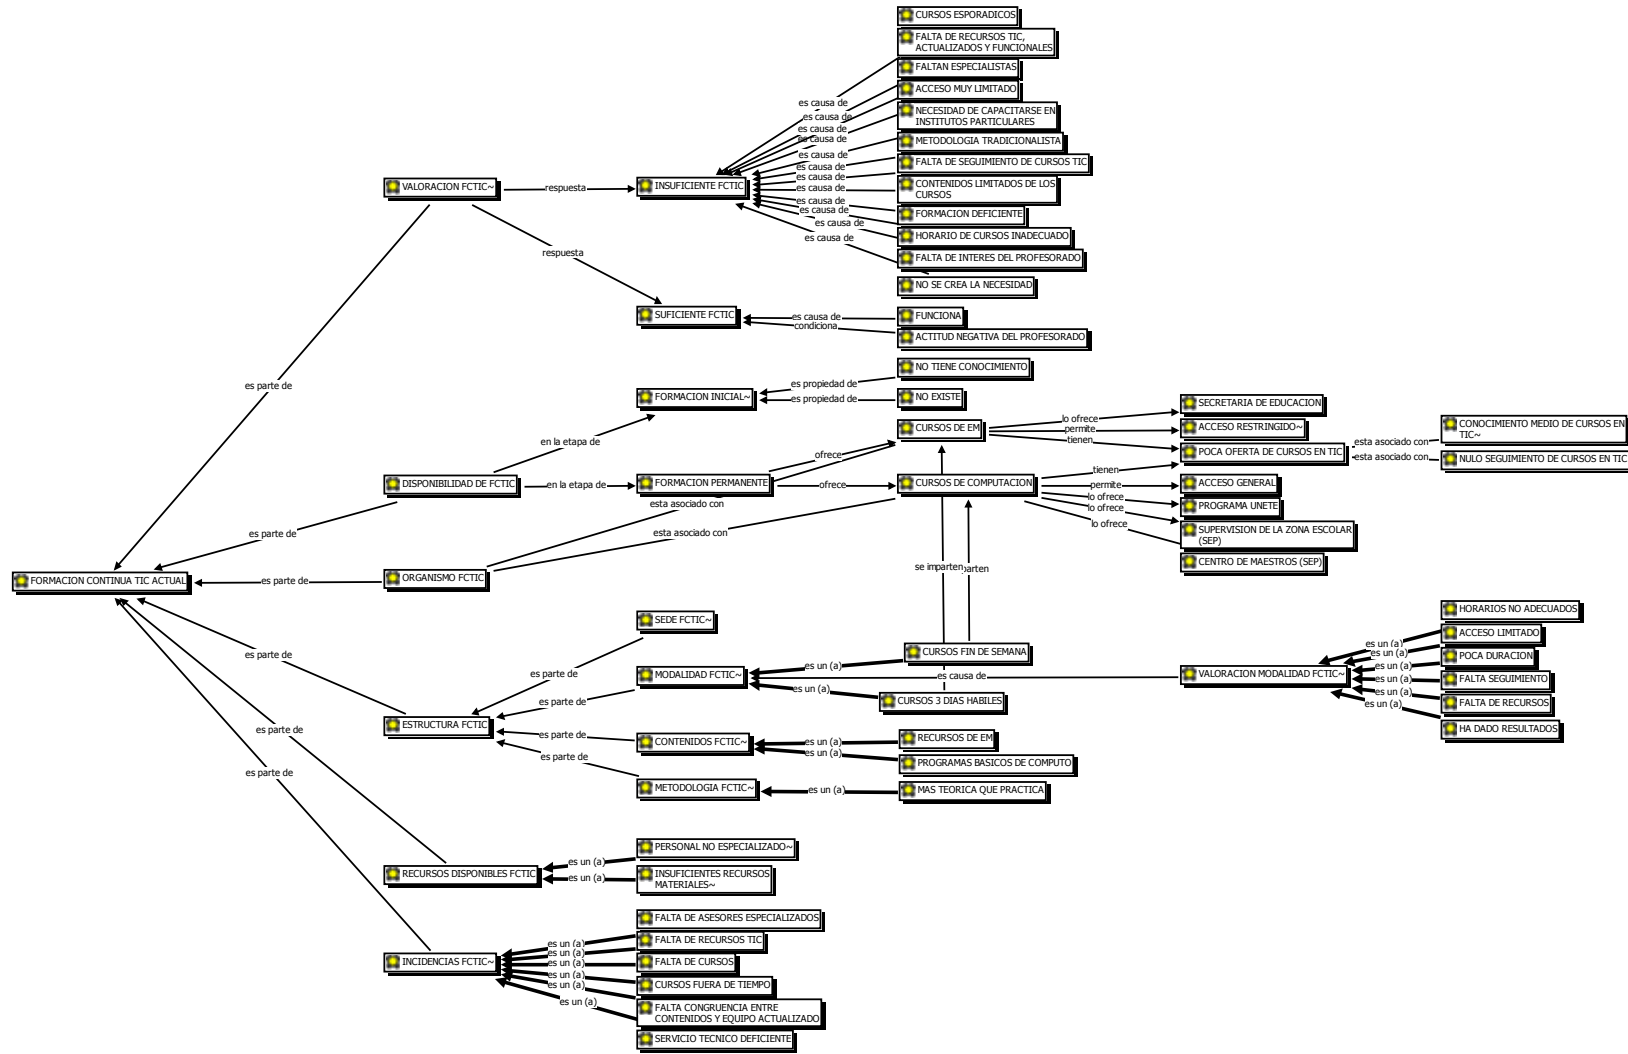 CURSOS ESPORADICOS
FALTA DE RECURSOS TIC,
ACTUALIZADOS Y FUNCIONALES
FALTAN ESPECIALISTAS
ACCESO MUY LIMITADO
NECESIDAD DE CAPACITARSE EN
INSTITUTOS PARTICULARES
METODOLOGIA TRADICIONALISTA
FALTA DE SEGUIMIENTO DE CURSOS TIC
CONTENIDOS LIMITADOS DE LOS
CURSOS
FORMACION DEFICIENTE
HORARIO DE CURSOS INADECUADO
FALTA DE INTERES DEL PROFESORADO
NO SE CREA LA NECESIDAD
es causa de
es causa de
es causa de
es causa de
es causa de
es causa de
es causa de
es causa de
es causa de
es causa de
es causa de
es causa de
VALORACION FCTIC~
respuesta
INSUFICIENTE FCTIC
respuesta
SUFICIENTE FCTIC
es causa de
condiciona
FUNCIONA
ACTITUD NEGATIVA DEL PROFESORADO
es parte de
NO TIENE CONOCIMIENTO
es propiedad de
FORMACION INICIAL~
es propiedad de
NO EXISTE
en la etapa de
CURSOS DE EM
lo ofrece
permite
tienen
SECRETARIA DE EDUCACION
ACCESO RESTRINGIDO~
POCA OFERTA DE CURSOS EN TIC
esta asociado con
esta asociado con
CONOCIMIENTO MEDIO DE CURSOS EN
TIC~
NULO SEGUIMIENTO DE CURSOS EN TIC
ofrece
DISPONIBILIDAD DE FCTIC
en la etapa de
FORMACION PERMANENTE
ofrece
CURSOS DE COMPUTACION
tienen
permite
lo ofrece
lo ofrece
lo ofrece
ACCESO GENERAL
PROGRAMA UNETE
SUPERVISION DE LA ZONA ESCOLAR
(SEP)
CENTRO DE MAESTROS (SEP)
esta asociado con
esta asociado con
es parte de
FORMACION CONTINUA TIC ACTUAL
es parte de
ORGANISMO FCTIC
se imparten
parten
SEDE FCTIC~
es parte de
es parte de
MODALIDAD FCTIC~
es un (a)
CURSOS FIN DE SEMANA
es causa de
es un (a)
CURSOS 3 DIAS HABILES
VALORACION MODALIDAD FCTIC~
es un (a)
es un (a)
es un (a)
es un (a)
es un (a)
es un (a)
HORARIOS NO ADECUADOS
ACCESO LIMITADO
POCA DURACION
FALTA SEGUIMIENTO
FALTA DE RECURSOS
HA DADO RESULTADOS
es parte de
ESTRUCTURA FCTIC
es parte de
CONTENIDOS FCTIC~
es un (a)
es un (a)
RECURSOS DE EM
PROGRAMAS BASICOS DE COMPUTO
es parte de
METODOLOGIA FCTIC~
es un (a)
MAS TEORICA QUE PRACTICA
es parte de
es parte de
PERSONAL NO ESPECIALIZADO~
es un (a)
RECURSOS DISPONIBLES FCTIC
es un (a)
INSUFICIENTES RECURSOS
MATERIALES~
FALTA DE ASESORES ESPECIALIZADOS
FALTA DE RECURSOS TIC
FALTA DE CURSOS
CURSOS FUERA DE TIEMPO
FALTA CONGRUENCIA ENTRE
CONTENIDOS Y EQUIPO ACTUALIZADO
SERVICIO TECNICO DEFICIENTE
INCIDENCIAS FCTIC~
es un (a)
es un (a)
es un (a)
es un (a)
es un (a)
es un (a)